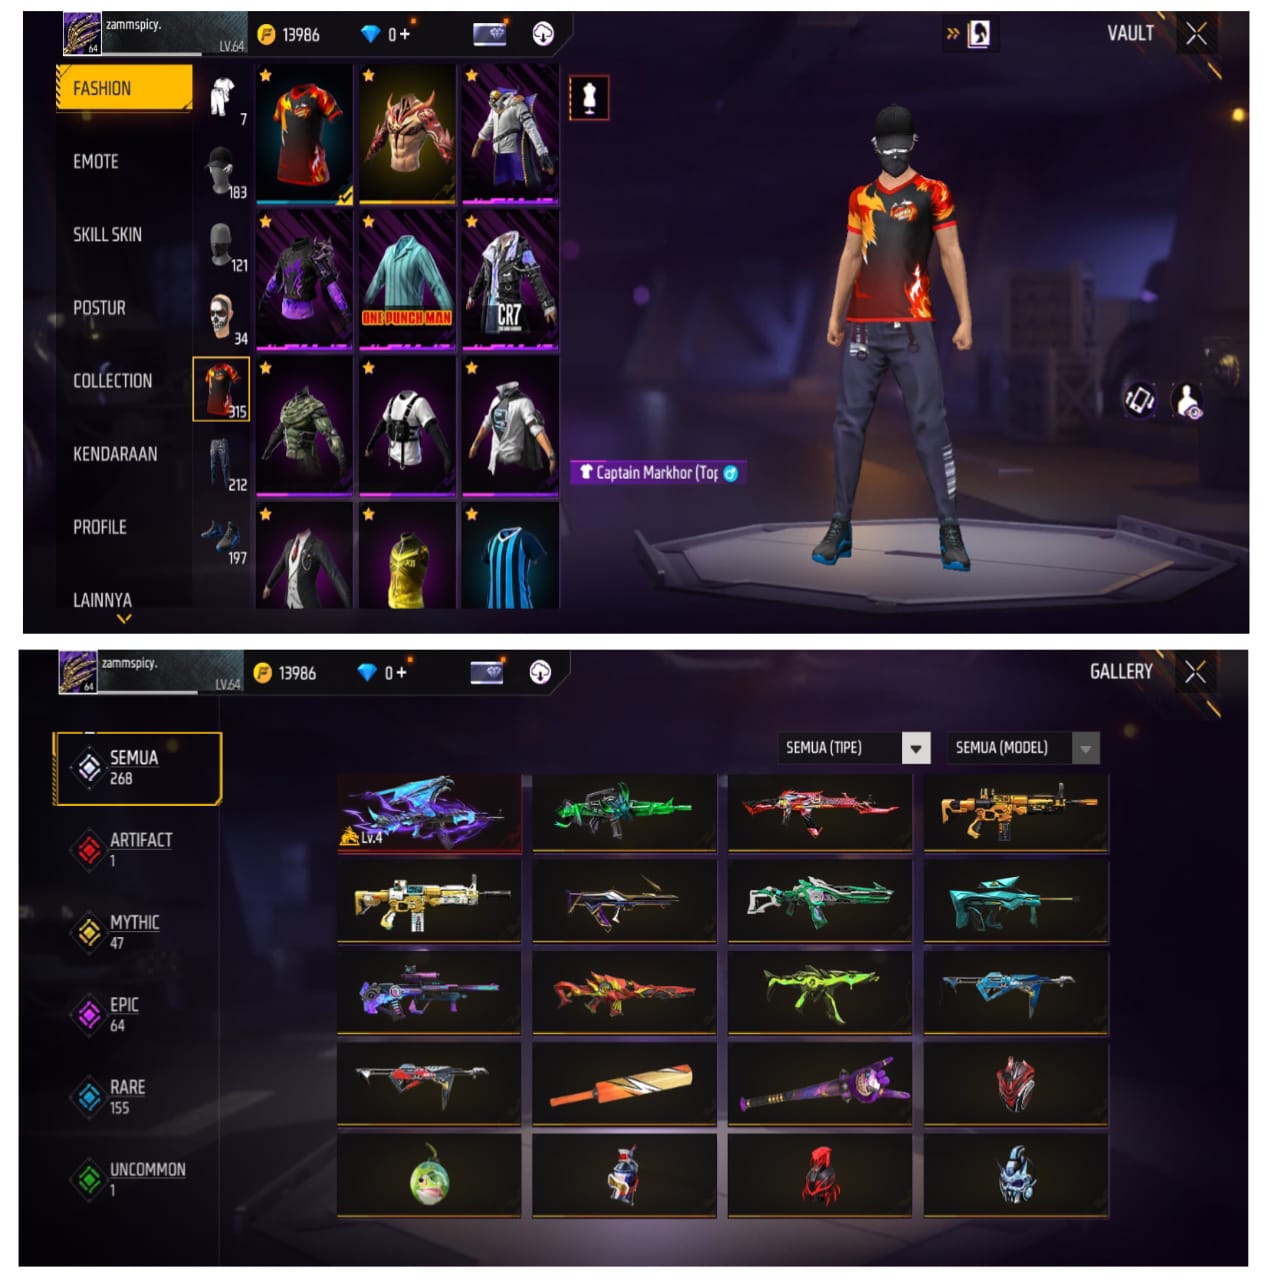 zammspicy.
64
LV.64
13986
0+
VAULT
FASHION
EMOTE
SKILL SKIN
POSTUR
COLLECTION
KENDARAAN
PROFILE
LAINNYA
7
183
121
34
315
212
197
ONE PUNCH MAN
CR7
Captain Markhor (Top
zammspicy.
64
LV.64
13986
0+
GALLERY
SEMUA
268
ARTIFACT
1
MYTHIC
47
EPIC
64
RARE
155
UNCOMMON
1
SEMUA (TIPE)
SEMUA (MODEL)
Lv.4